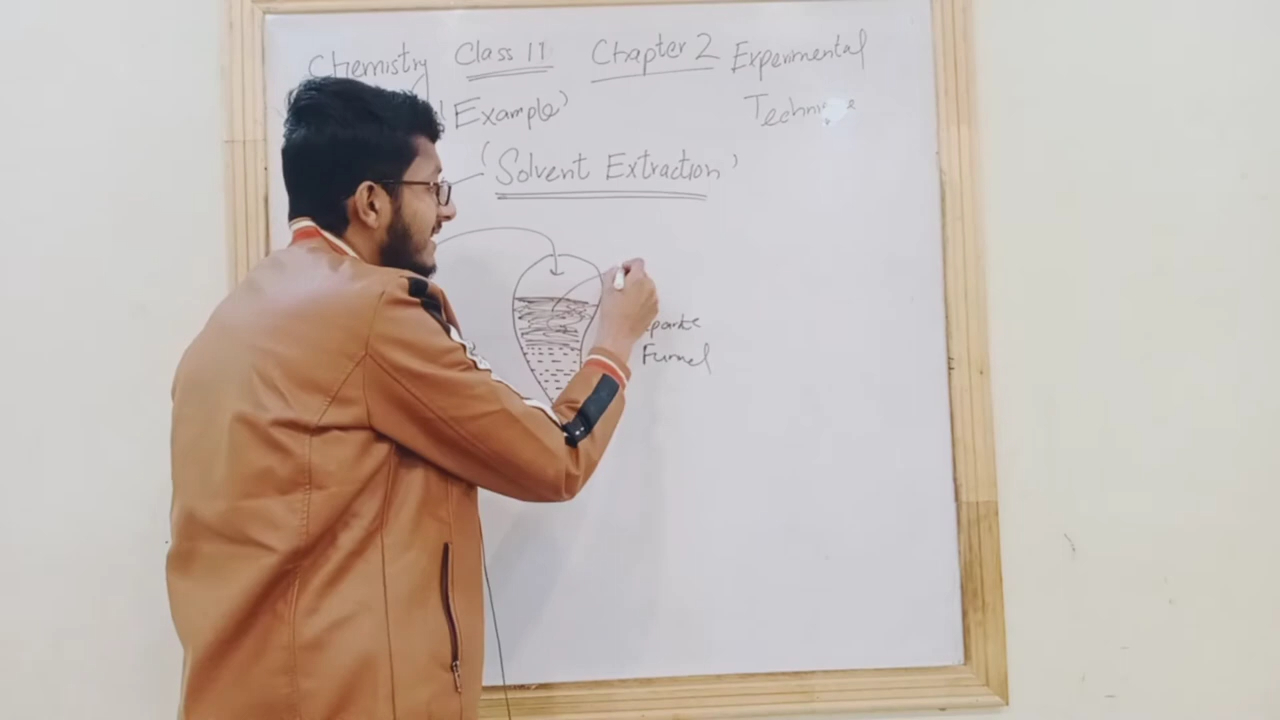 Chemistry Class 11 Chapter 2 Experimental
Example) Technique
(Solvent Extraction)
Funnel